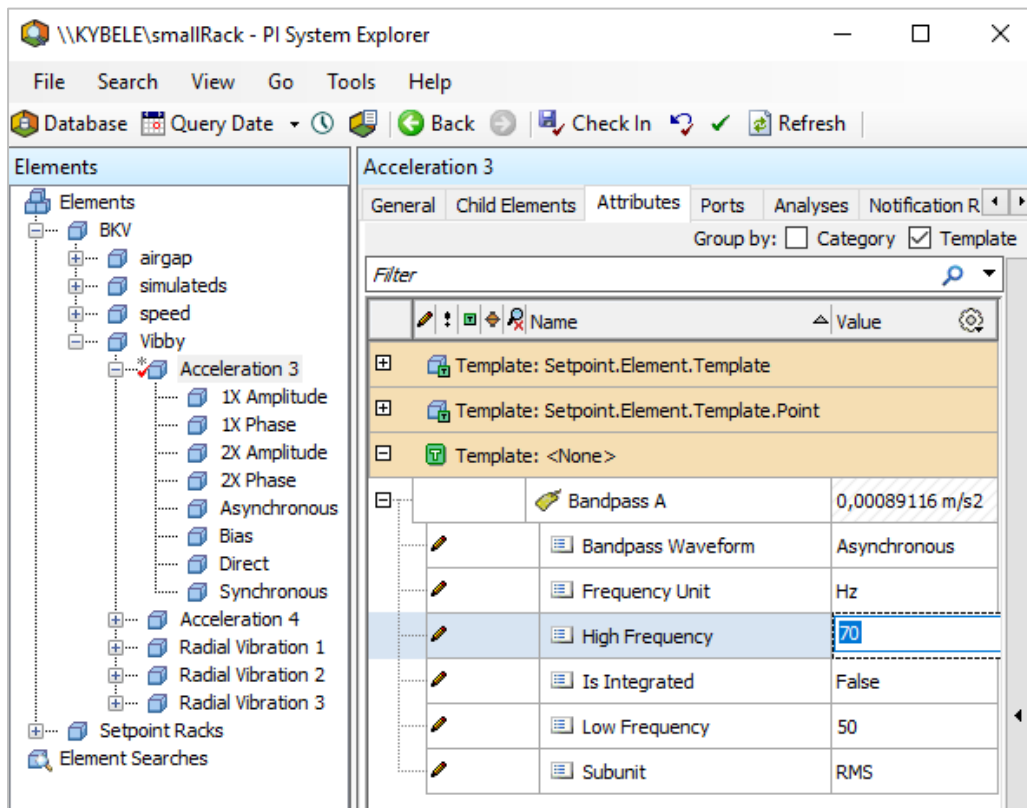 \\KYBELE\smallRack - PI System Explorer
File Search View Go Tools Help
Database Query Date Back Check In Refresh
Elements
Elements
BKV
airgap
simulateds
speed
Vibby
Acceleration 3
1X Amplitude
1X Phase
2X Amplitude
2X Phase
Asynchronous
Bias
Direct
Synchronous
Acceleration 4
Radial Vibration 1
Radial Vibration 2
Radial Vibration 3
Setpoint Racks
Element Searches
Acceleration 3
General Child Elements Attributes Ports Analyses Notification R
Group by: Category Template
Filter
Name Value
Template: Setpoint.Element.Template
Template: Setpoint.Element.Template.Point
Template: <None>
Bandpass A 0,00089116 m/s2
Bandpass Waveform Asynchronous
Frequency Unit Hz
High Frequency 70
Is Integrated False
Low Frequency 50
Subunit RMS